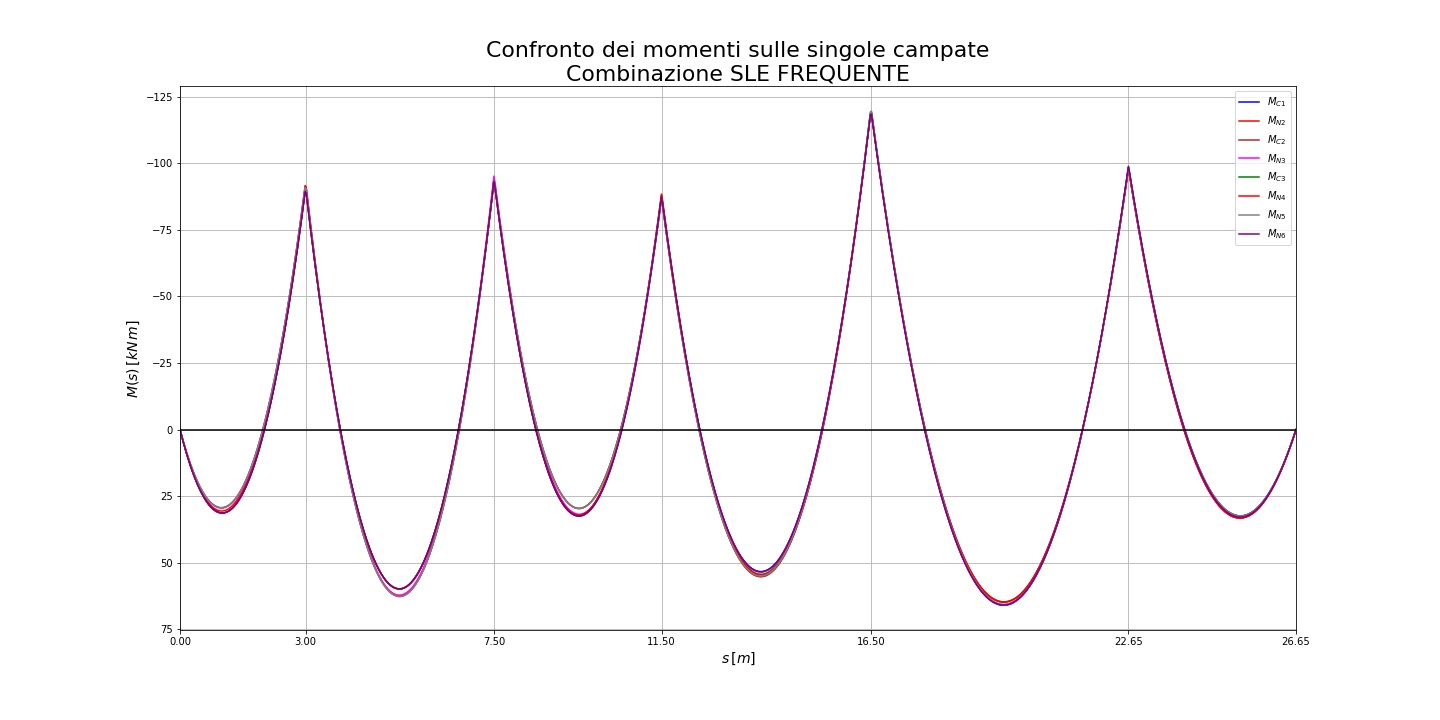 Confronto dei momenti sulle singole campate
Combinazione SLE FREQUENTE
−125
−100
−75
−50
−25
0
25
50
75
M(s) [kNm]
0.00 3.00 7.50 11.50 16.50 22.65 26.65
s [m]
M_C1
M_N2
M_C2
M_N3
M_C3
M_N4
M_N5
M_N6